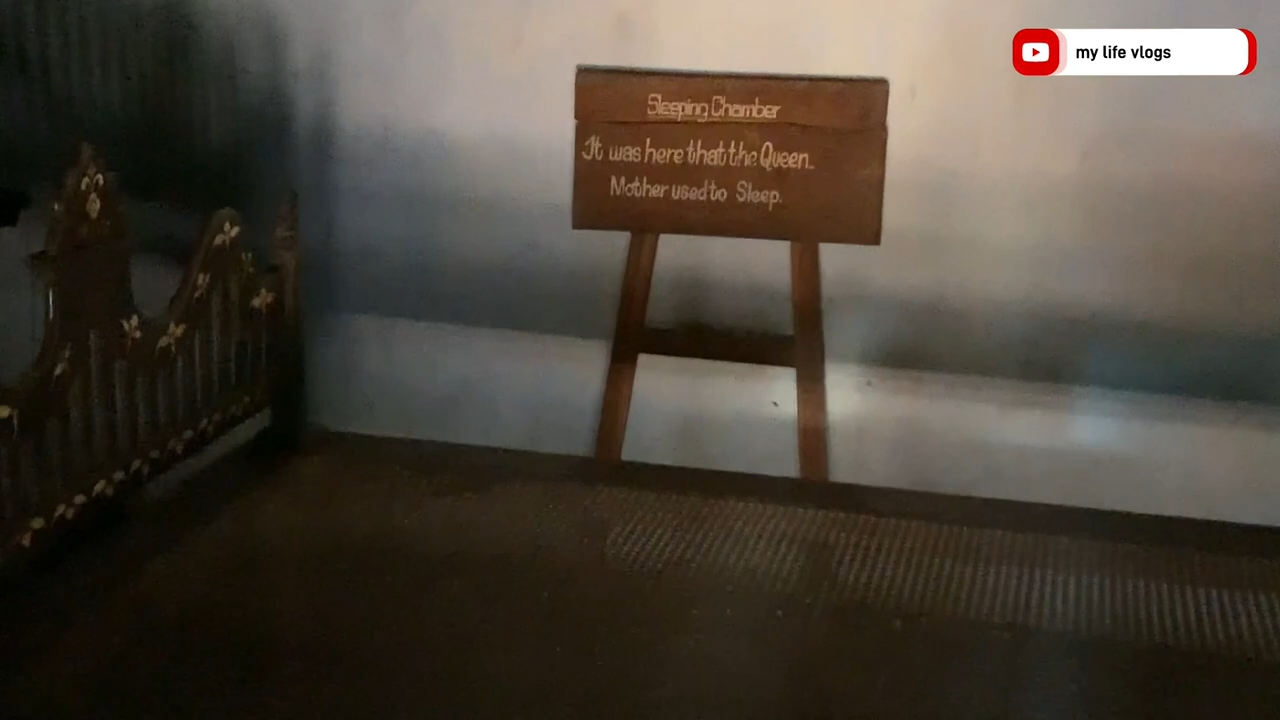 my life vlogs
Sleeping Chamber
It was here that the Queen
Mother used to Sleep.